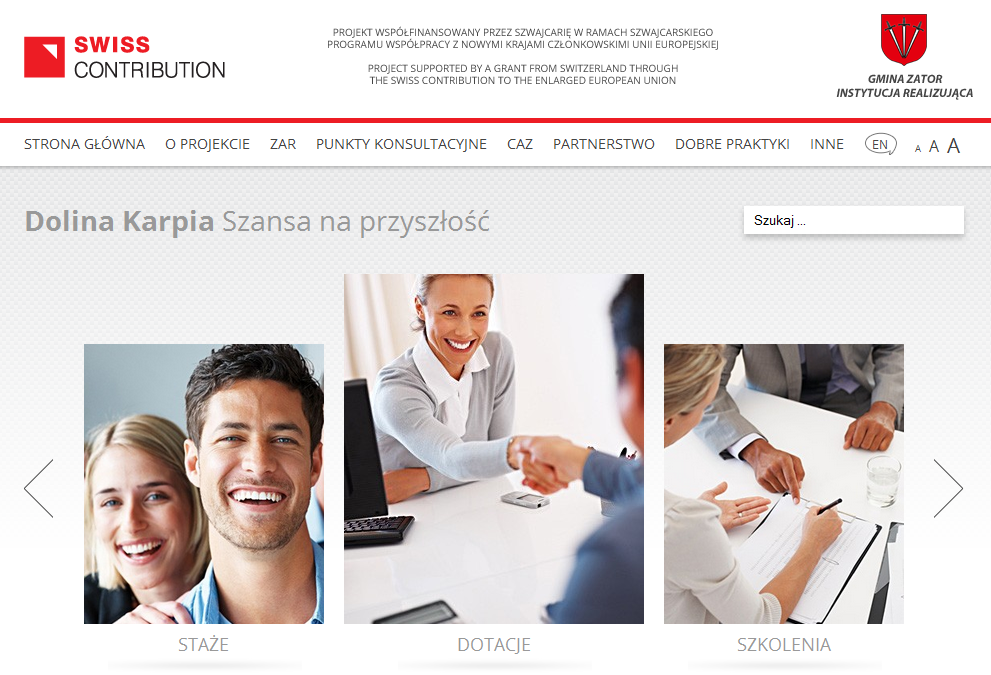 SWISS
CONTRIBUTION
PROJEKT WSPÓŁFINANSOWANY PRZEZ SZWAJCARIĘ W RAMACH SZWAJCARSKIEGO
PROGRAMU WSPÓŁPRACY Z NOWYMI KRAJAMI CZŁONKOWSKIMI UNII EUROPEJSKIEJ
PROJECT SUPPORTED BY A GRANT FROM SWITZERLAND THROUGH
THE SWISS CONTRIBUTION TO THE ENLARGED EUROPEAN UNION
GMINA ZATOR
INSTYTUCJA REALIZUJĄCA
STRONA GŁÓWNA O PROJEKCIE ZAR PUNKTY KONSULTACYJNE CAZ PARTNERSTWO DOBRE PRAKTYKI INNE EN A A A
Dolina Karpia Szansa na przyszłość
Szukaj ...
STAŻE DOTACJE SZKOLENIA